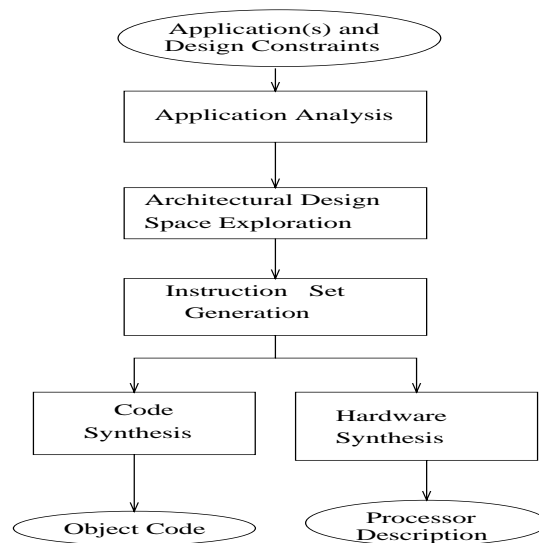 Application(s) and
Design Constraints
Application Analysis
Architectural Design
Space Exploration
Instruction Set
Generation
Code
Synthesis
Hardware
Synthesis
Object Code
Processor
Description